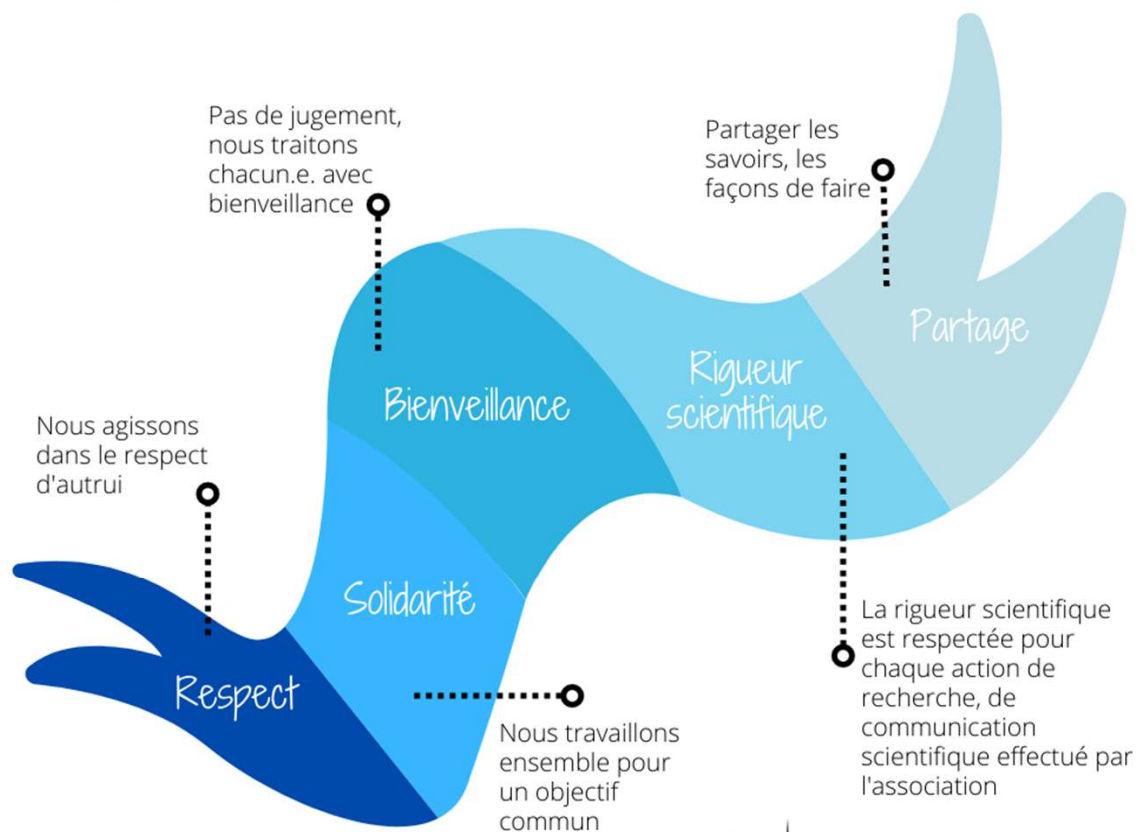 Pas de jugement,
nous traitons
chacun.e. avec
bienveillance
Partager les
savoirs, les
façons de faire
Partage
Rigueur
scientifique
Bienveillance
Nous agissons
dans le respect
d'autrui
Solidarité
Respect
La rigueur scientifique
est respectée pour
chaque action de
recherche, de
communication
scientifique effectué par
l'association
Nous travaillons
ensemble pour
un objectif
commun